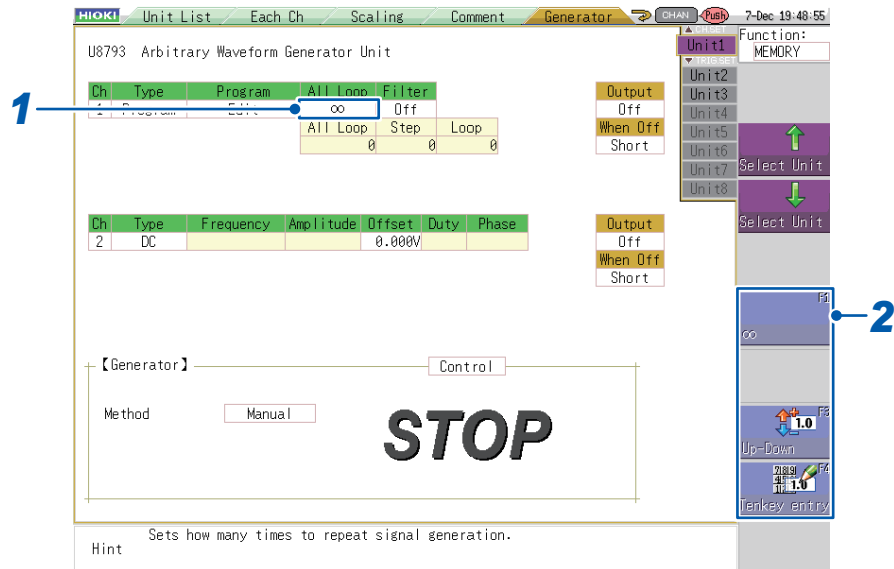 HIOKI Unit List Each Ch Scaling Comment Generator CHAN Push 7-Dec 19:48:55
U8793 Arbitrary Waveform Generator Unit
Function:
MEMORY
Unit1
TRIG.SET
Unit2
Unit3
Unit4
Unit5
Unit6
Unit7
Unit8
Select Unit
Select Unit
1
Ch Type Program All Loop Filter
1 Program Edit ∞ Off
All Loop Step Loop
0 0 0
Output
Off
When Off
Short
Ch Type Frequency Amplitude Offset Duty Phase
2 DC 0.000V
Output
Off
When Off
Short
2
F1
∞
F3
1.0
Up-Down
F4
1.0
Tenkey entry
【Generator】 Control
Method Manual
STOP
Hint Sets how many times to repeat signal generation.